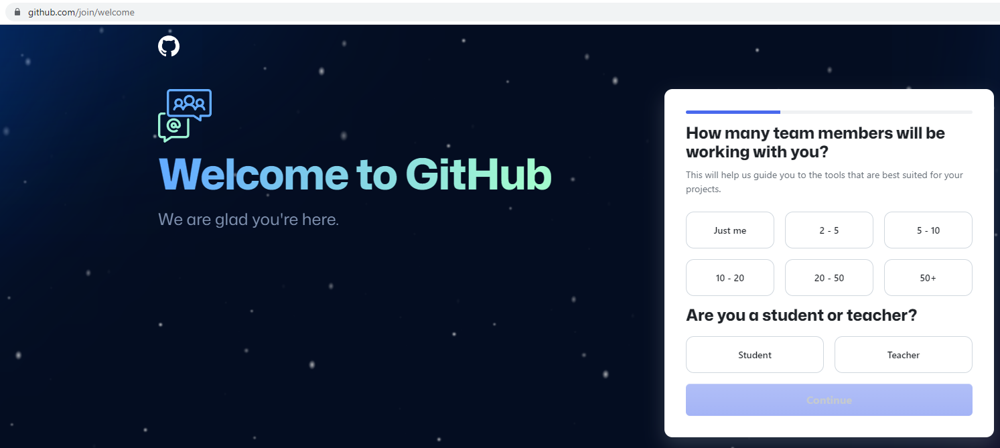 github.com/join/welcome
Welcome to GitHub
We are glad you're here.
How many team members will be
working with you?
This will help us guide you to the tools that are best suited for your
projects.
Just me
2 - 5
5 - 10
10 - 20
20 - 50
50+
Are you a student or teacher?
Student
Teacher
Continue